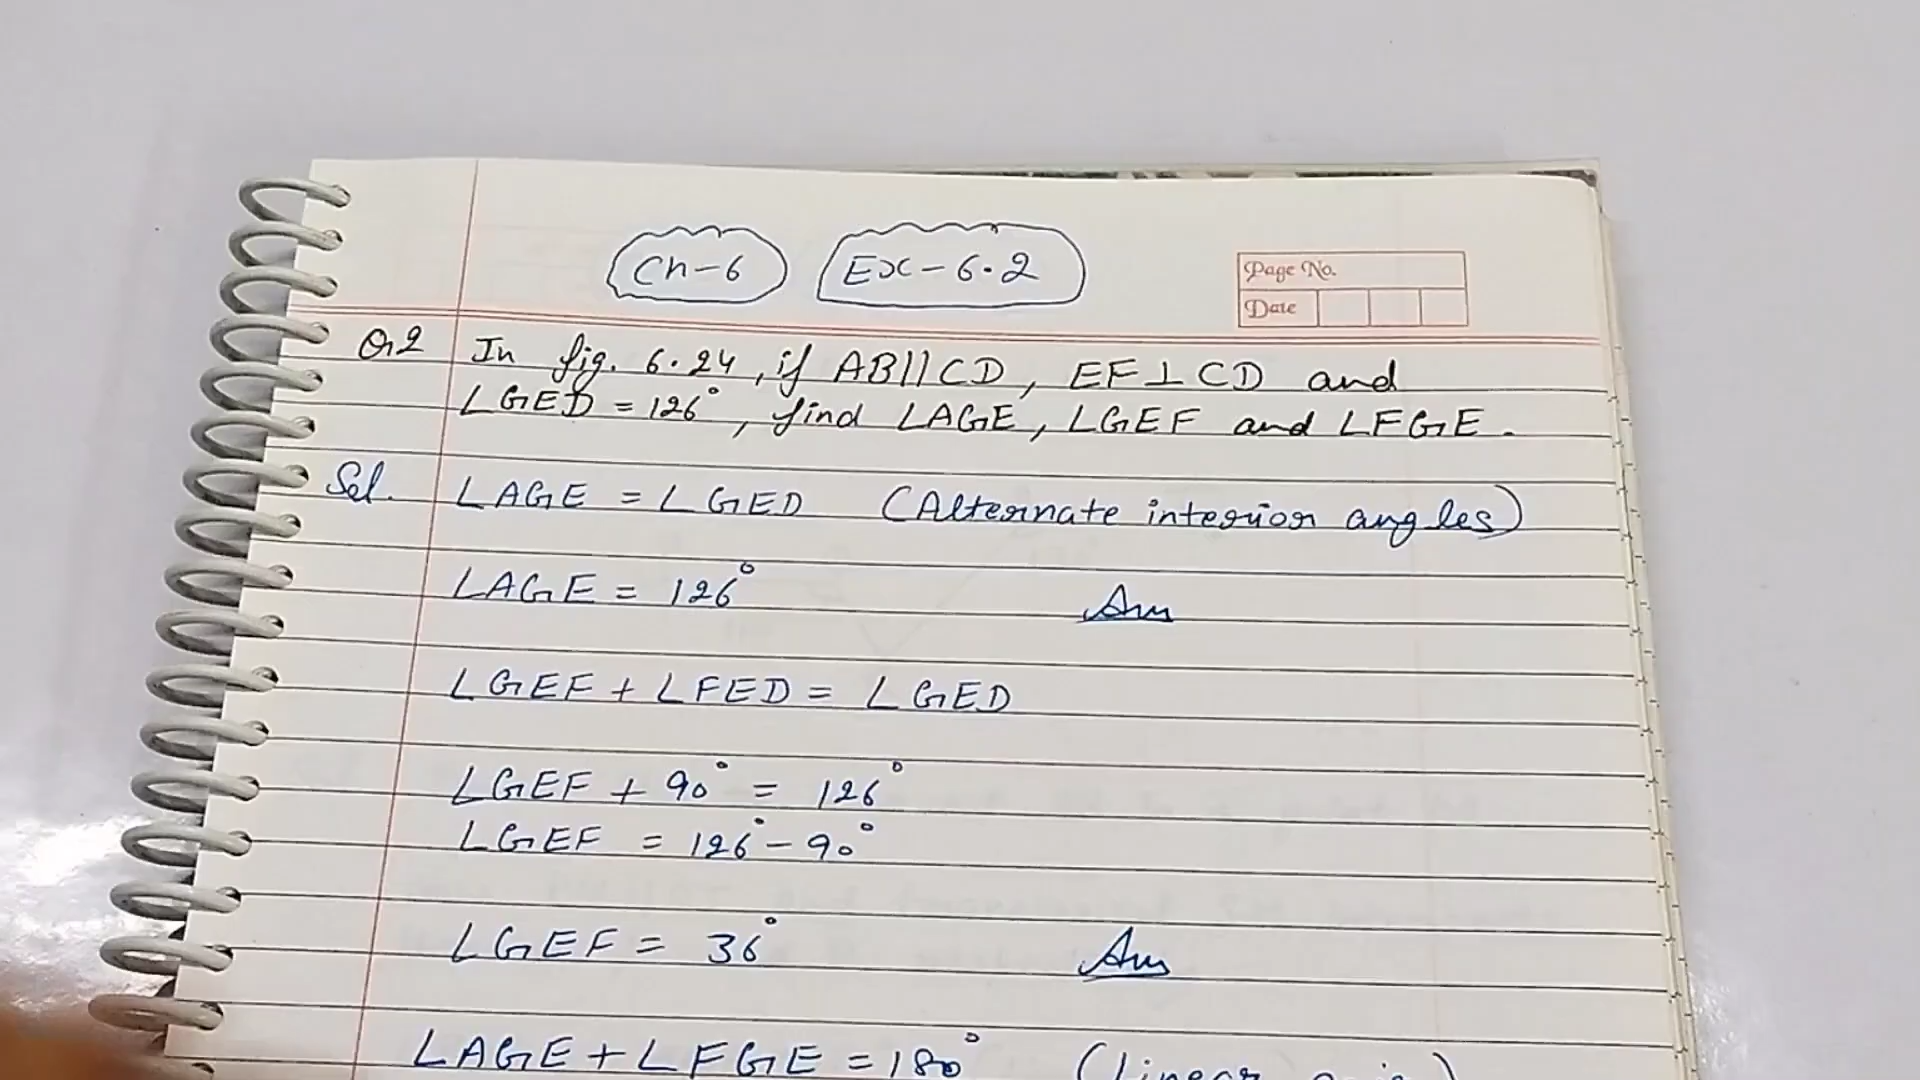 Ch-6 Ex-6.2
Page No.
Date
Q2 In fig. 6.24, if AB||CD, EF⊥CD and
∠GED = 126°, find ∠AGE, ∠GEF and ∠FGE.
Sol. ∠AGE = ∠GED (Alternate interior angles)
∠AGE = 126° Ans
∠GEF + ∠FED = ∠GED
∠GEF + 90° = 126°
∠GEF = 126° - 90°
∠GEF = 36° Ans
∠AGE + ∠FGE = 180° (Linear pair)